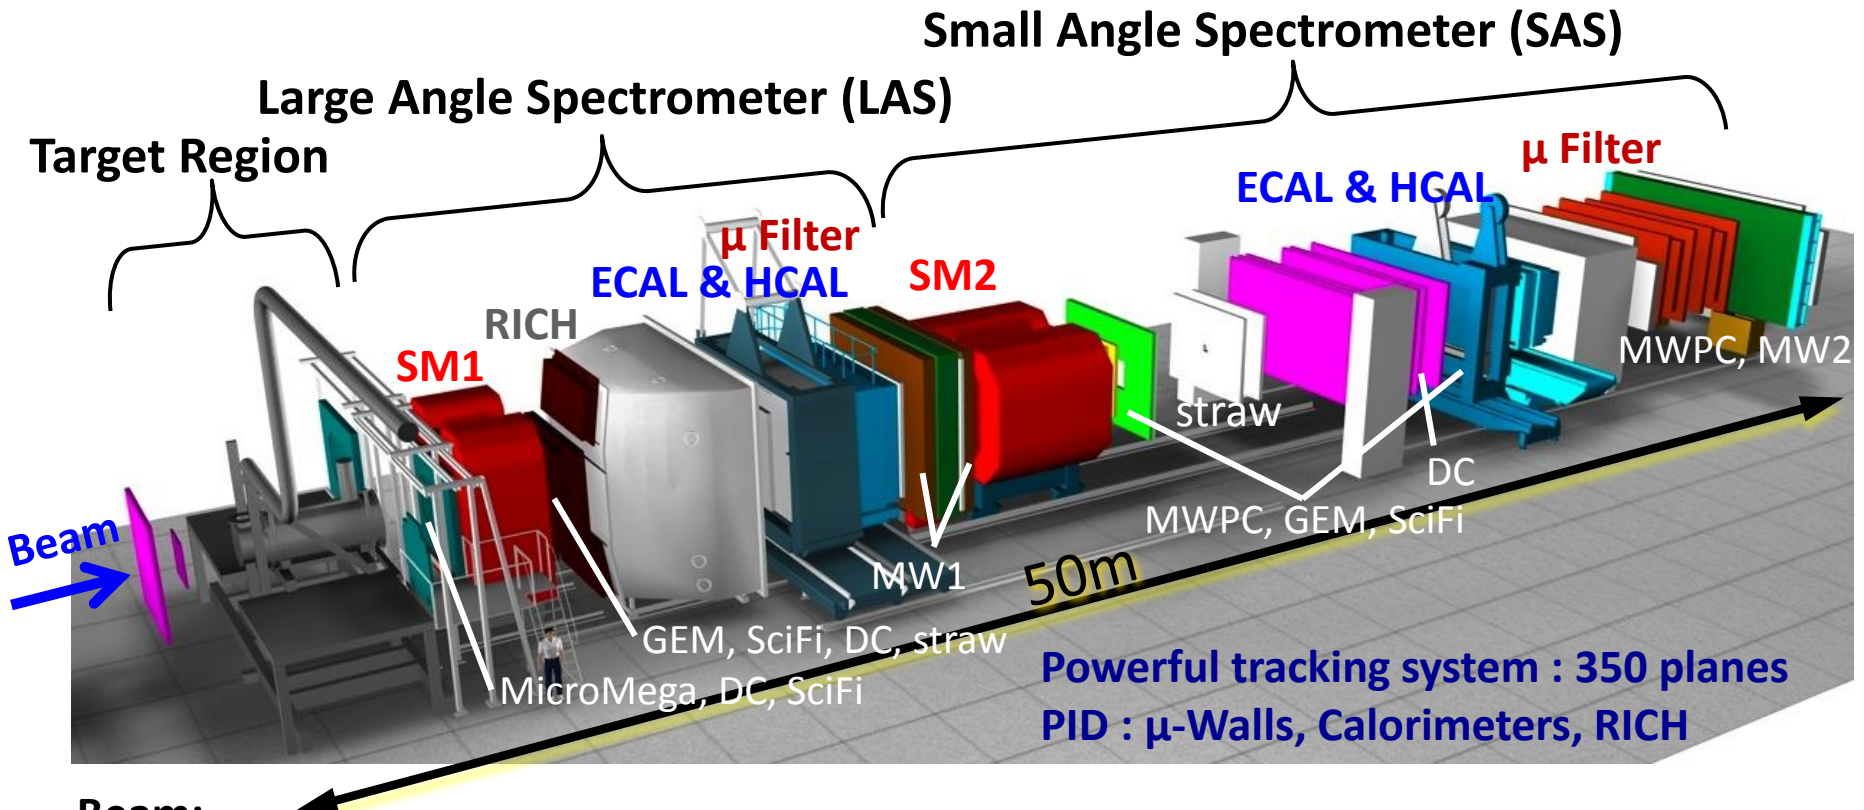 Small Angle Spectrometer (SAS)
Large Angle Spectrometer (LAS)
Target Region
μ Filter
ECAL & HCAL
μ Filter
ECAL & HCAL
SM2
RICH
SM1
MWPC, MW2
straw
DC
MWPC, GEM, SciFi
Beam
MW1
50m
GEM, SciFi, DC, straw
MicroMega, DC, SciFi
Powerful tracking system : 350 planes
PID : μ-Walls, Calorimeters, RICH
Beam: